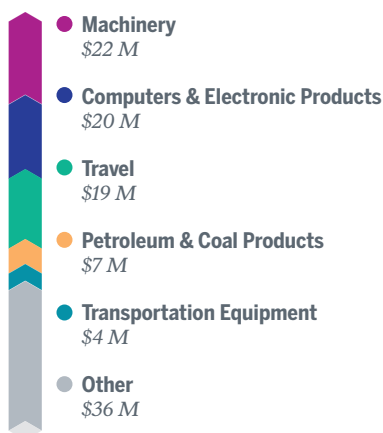 Machinery
$22 M
Computers & Electronic Products
$20 M
Travel
$19 M
Petroleum & Coal Products
$7 M
Transportation Equipment
$4 M
Other
$36 M